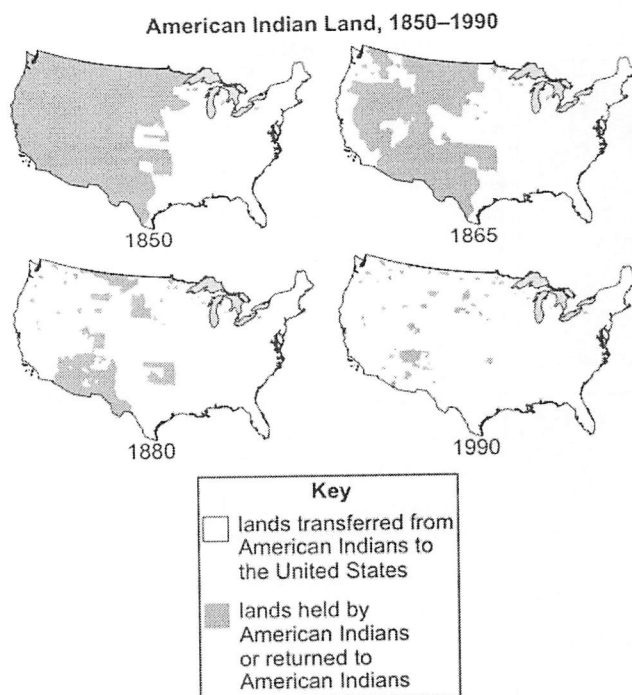 American Indian Land, 1850–1990
1850
1865
1880
1990
Key
lands transferred from
American Indians to
the United States
lands held by
American Indians
or returned to
American Indians